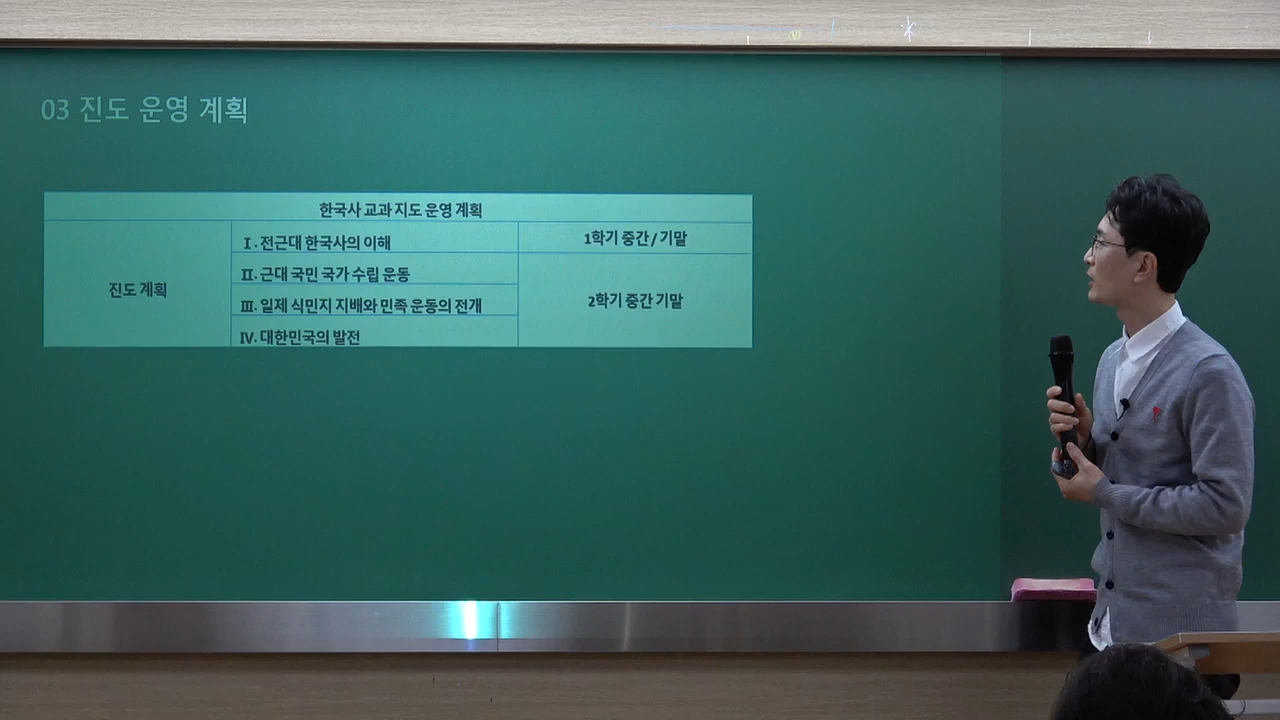 03 진도 운영 계획
한국사 교과 지도 운영 계획
진도 계획
Ⅰ. 전근대 한국사의 이해
1학기 중간 / 기말
Ⅱ. 근대 국민 국가 수립 운동
Ⅲ. 일제 식민지 지배와 민족 운동의 전개
Ⅳ. 대한민국의 발전
2학기 중간 기말